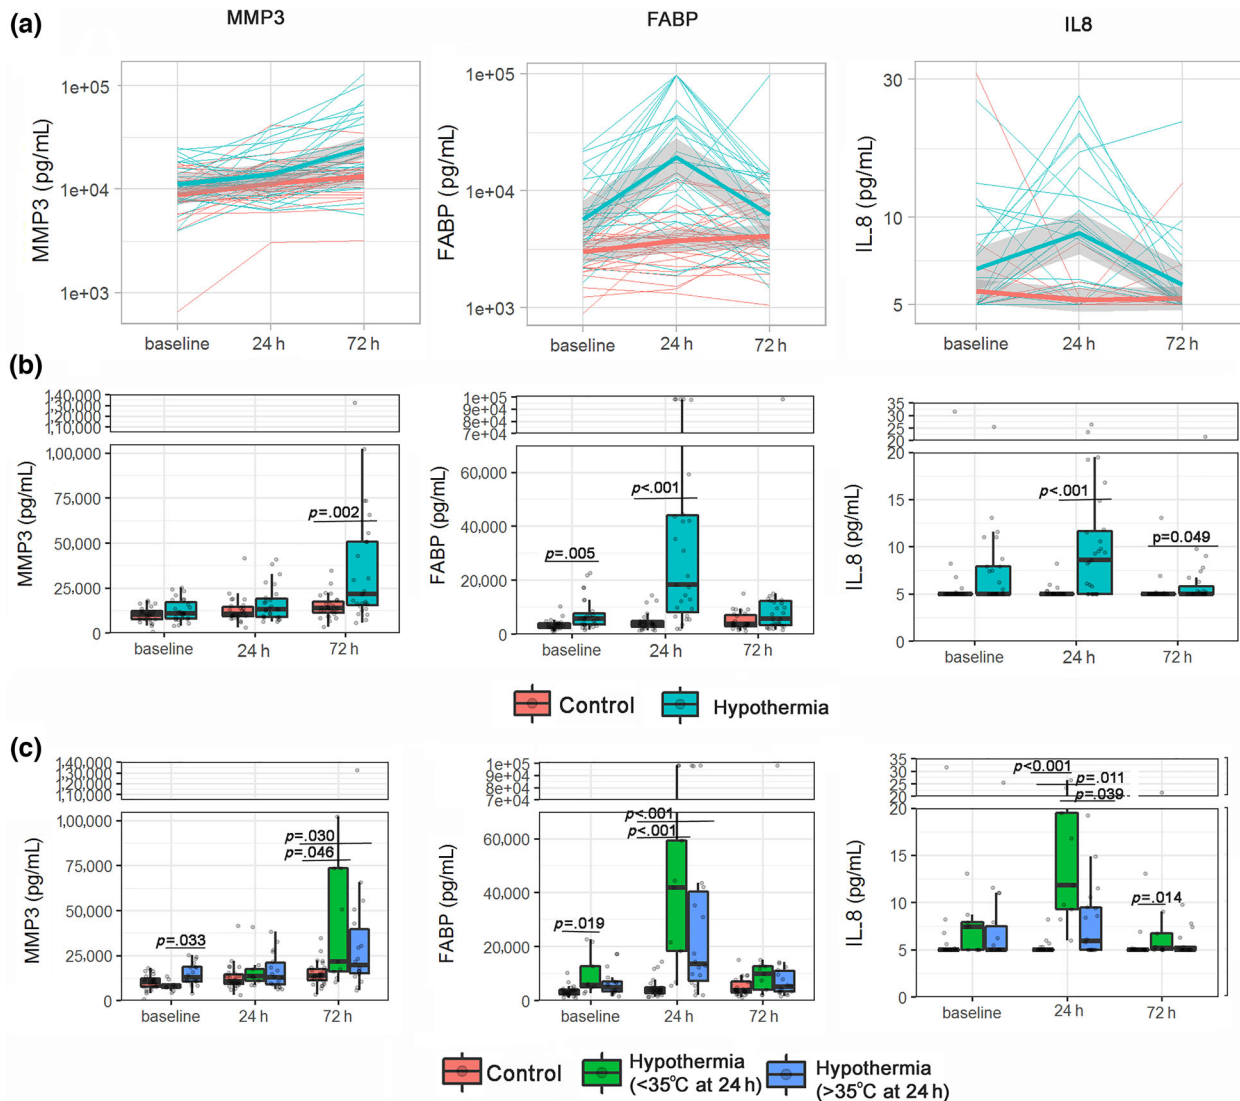 (a)
MMP3
FABP
IL8
MMP3 (pg/mL)
1e+05
1e+04
1e+03
baseline 24 h 72 h
FABP (pg/mL)
1e+05
1e+04
1e+03
baseline 24 h 72 h
IL_8 (pg/mL)
30
10
5
baseline 24 h 72 h
(b)
MMP3 (pg/mL)
1,40,000
1,30,000
1,20,000
1,10,000
1,00,000
75,000
50,000
25,000
0
p=.002
baseline 24 h 72 h
FABP (pg/mL)
1e+05
9e+04
8e+04
7e+04
60,000
40,000
20,000
0
p=.005
p<.001
baseline 24 h 72 h
IL_8 (pg/mL)
35
30
25
20
20
15
10
5
0
p<.001
p=0.049
baseline 24 h 72 h
Control Hypothermia
(c)
MMP3 (pg/mL)
1,40,000
1,30,000
1,20,000
1,10,000
1,00,000
75,000
50,000
25,000
0
p=.033
p=.030
p=.046
baseline 24 h 72 h
FABP (pg/mL)
1e+05
9e+04
8e+04
7e+04
60,000
40,000
20,000
0
p=.019
p<.001
p<.001
baseline 24 h 72 h
IL_8 (pg/mL)
35
30
25
20
20
15
10
5
0
p<0.001
p=.011
p=.039
p=.014
baseline 24 h 72 h
Control
Hypothermia
(<35°C at 24 h)
Hypothermia
(>35°C at 24 h)